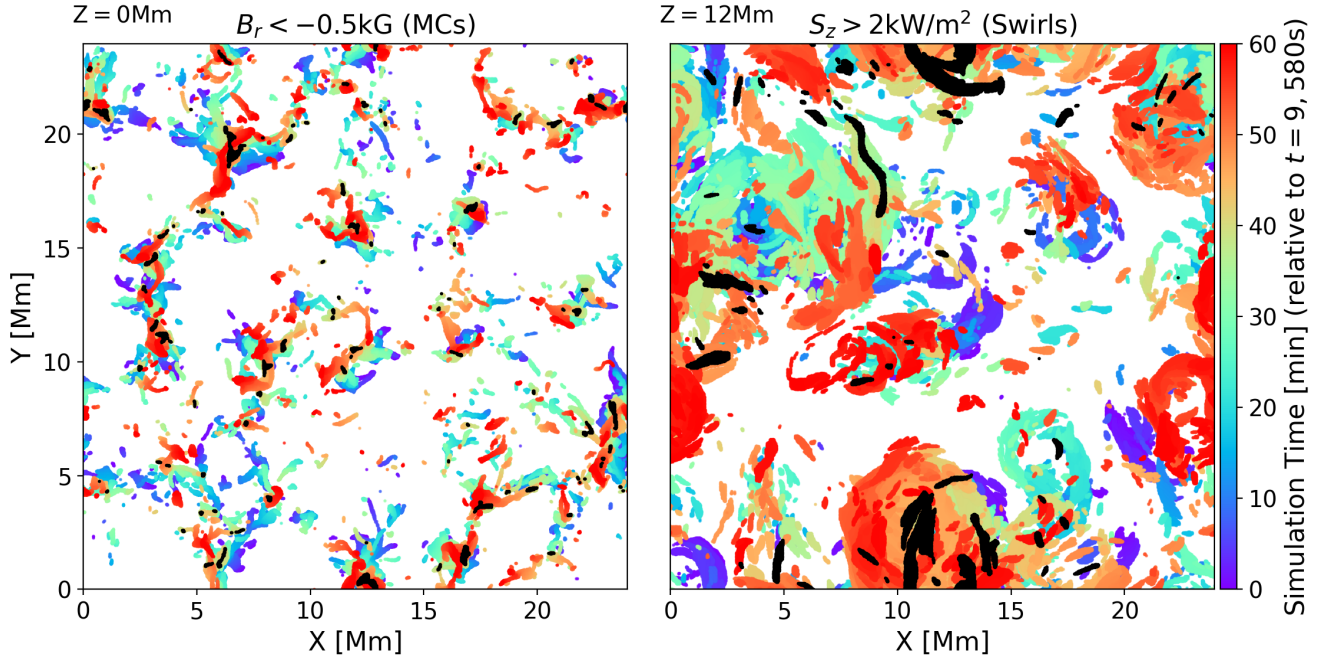 Z = 0Mm
B_r < −0.5kG (MCs)
Z = 12Mm
S_z > 2kW/m² (Swirls)
20
15
10
5
0
Y [Mm]
0 5 10 15 20
X [Mm]
0 5 10 15 20
X [Mm]
60
50
40
30
20
10
0
Simulation Time [min] (relative to t = 9, 580s)